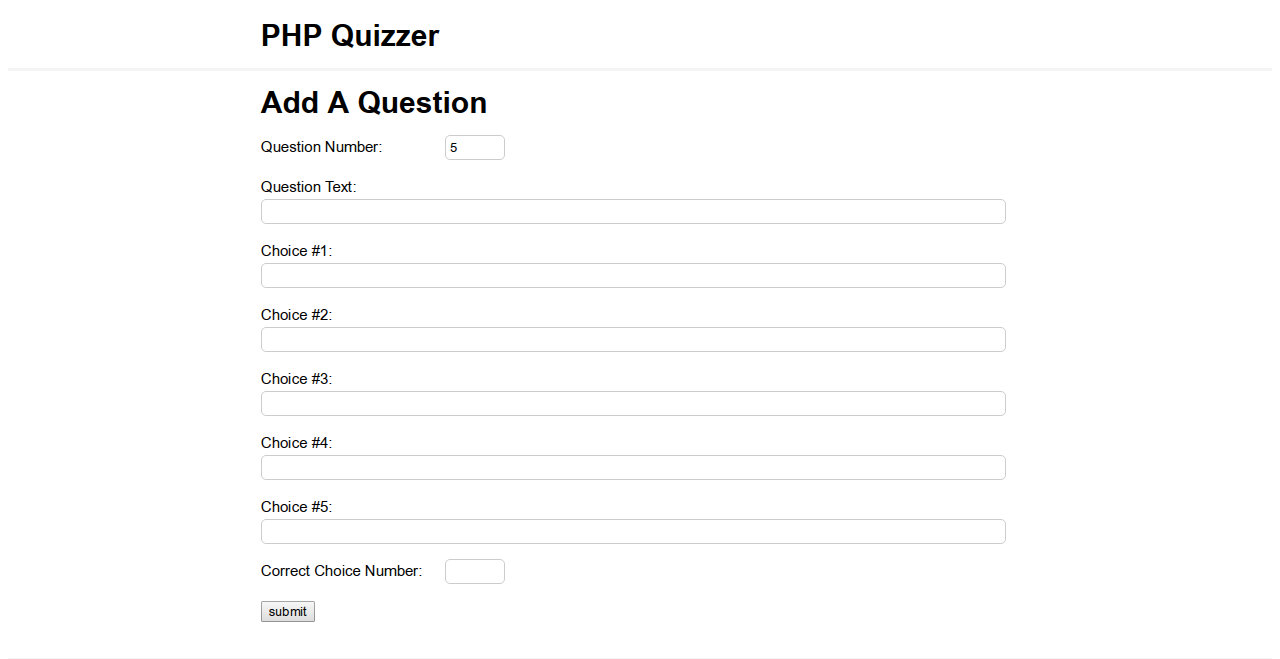 PHP Quizzer
Add A Question
Question Number: 5
Question Text:
Choice #1:
Choice #2:
Choice #3:
Choice #4:
Choice #5:
Correct Choice Number:
submit